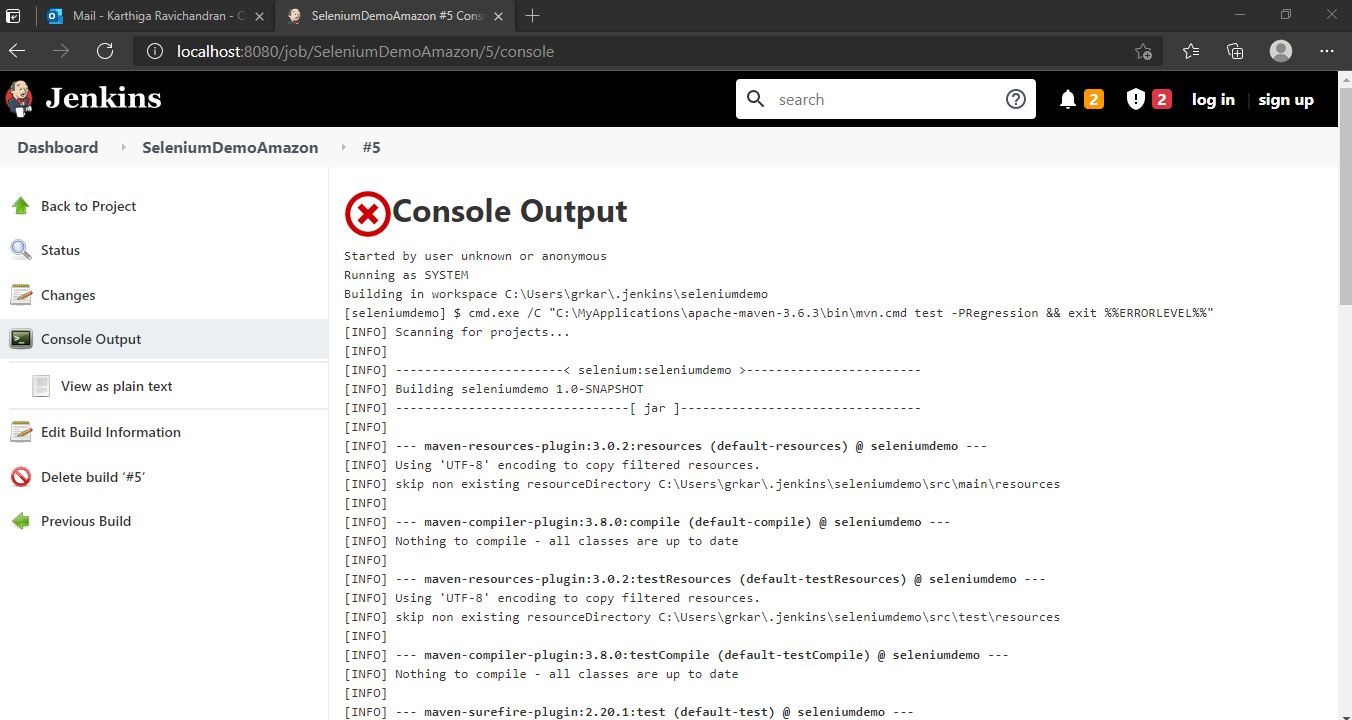 Mail - Karthiga Ravichandran - O
SeleniumDemoAmazon #5 Cons
localhost:8080/job/SeleniumDemoAmazon/5/console
Jenkins
search
2
2
log in
sign up
Dashboard
SeleniumDemoAmazon
#5
Back to Project
Status
Changes
Console Output
View as plain text
Edit Build Information
Delete build ‘#5’
Previous Build
Console Output
Started by user unknown or anonymous
Running as SYSTEM
Building in workspace C:\Users\grkar\.jenkins\seleniumdemo
[seleniumdemo] $ cmd.exe /C "C:\MyApplications\apache-maven-3.6.3\bin\mvn.cmd test -PRegression && exit %%ERRORLEVEL%%"
[INFO] Scanning for projects...
[INFO]
[INFO] -----------------------< selenium:seleniumdemo >------------------------
[INFO] Building seleniumdemo 1.0-SNAPSHOT
[INFO] --------------------------------[ jar ]---------------------------------
[INFO]
[INFO] --- maven-resources-plugin:3.0.2:resources (default-resources) @ seleniumdemo ---
[INFO] Using 'UTF-8' encoding to copy filtered resources.
[INFO] skip non existing resourceDirectory C:\Users\grkar\.jenkins\seleniumdemo\src\main\resources
[INFO]
[INFO] --- maven-compiler-plugin:3.8.0:compile (default-compile) @ seleniumdemo ---
[INFO] Nothing to compile - all classes are up to date
[INFO]
[INFO] --- maven-resources-plugin:3.0.2:testResources (default-testResources) @ seleniumdemo ---
[INFO] Using 'UTF-8' encoding to copy filtered resources.
[INFO] skip non existing resourceDirectory C:\Users\grkar\.jenkins\seleniumdemo\src\test\resources
[INFO]
[INFO] --- maven-compiler-plugin:3.8.0:testCompile (default-testCompile) @ seleniumdemo ---
[INFO] Nothing to compile - all classes are up to date
[INFO]
[INFO] --- maven-surefire-plugin:2.20.1:test (default-test) @ seleniumdemo ---